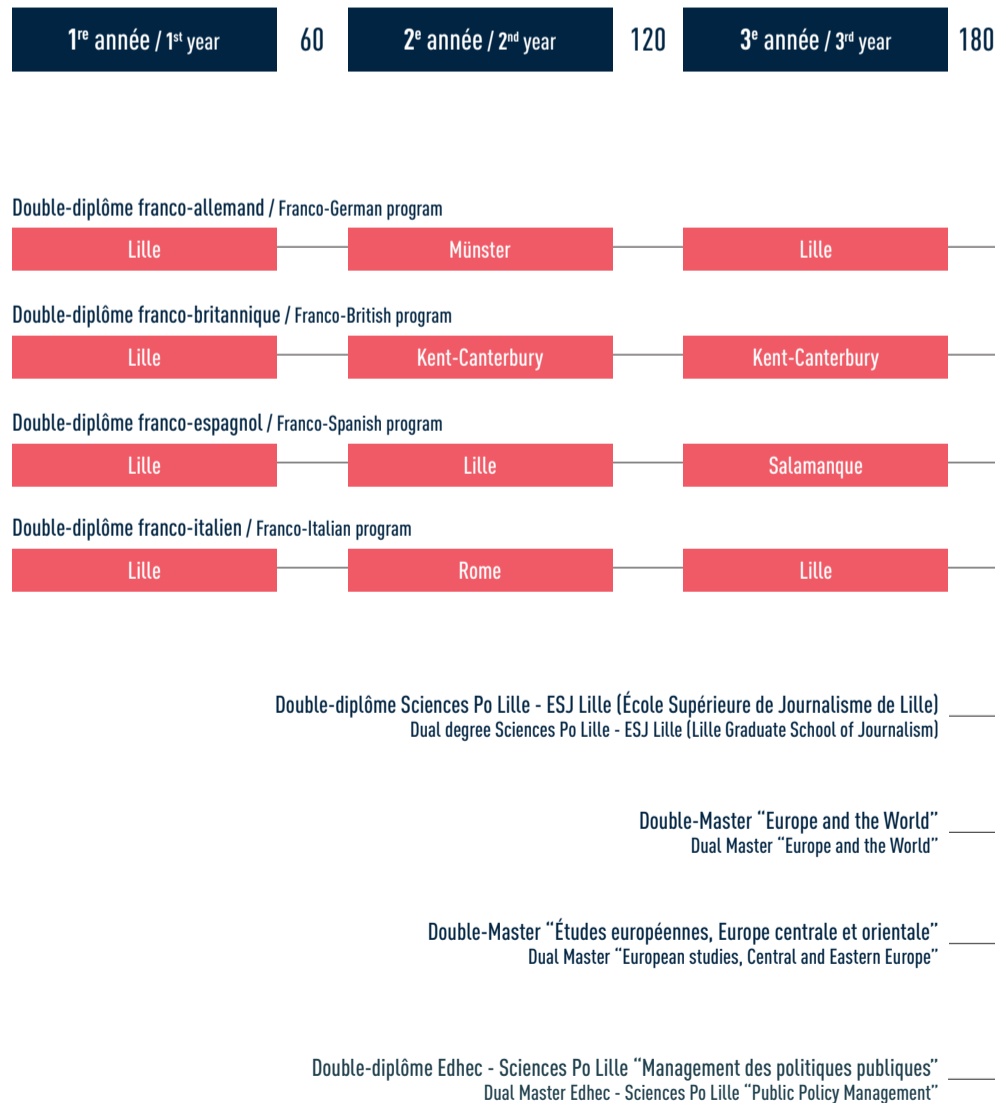 1re année / 1st year 60 2e année / 2nd year 120 3e année / 3rd year 180
Double-diplôme franco-allemand / Franco-German program
Lille Münster Lille
Double-diplôme franco-britannique / Franco-British program
Lille Kent-Canterbury Kent-Canterbury
Double-diplôme franco-espagnol / Franco-Spanish program
Lille Lille Salamanque
Double-diplôme franco-italien / Franco-Italian program
Lille Rome Lille
Double-diplôme Sciences Po Lille - ESJ Lille (École Supérieure de Journalisme de Lille)
Dual degree Sciences Po Lille - ESJ Lille (Lille Graduate School of Journalism)
Double-Master “Europe and the World”
Dual Master “Europe and the World”
Double-Master “Études européennes, Europe centrale et orientale”
Dual Master “European studies, Central and Eastern Europe”
Double-diplôme Edhec - Sciences Po Lille “Management des politiques publiques”
Dual Master Edhec - Sciences Po Lille “Public Policy Management”